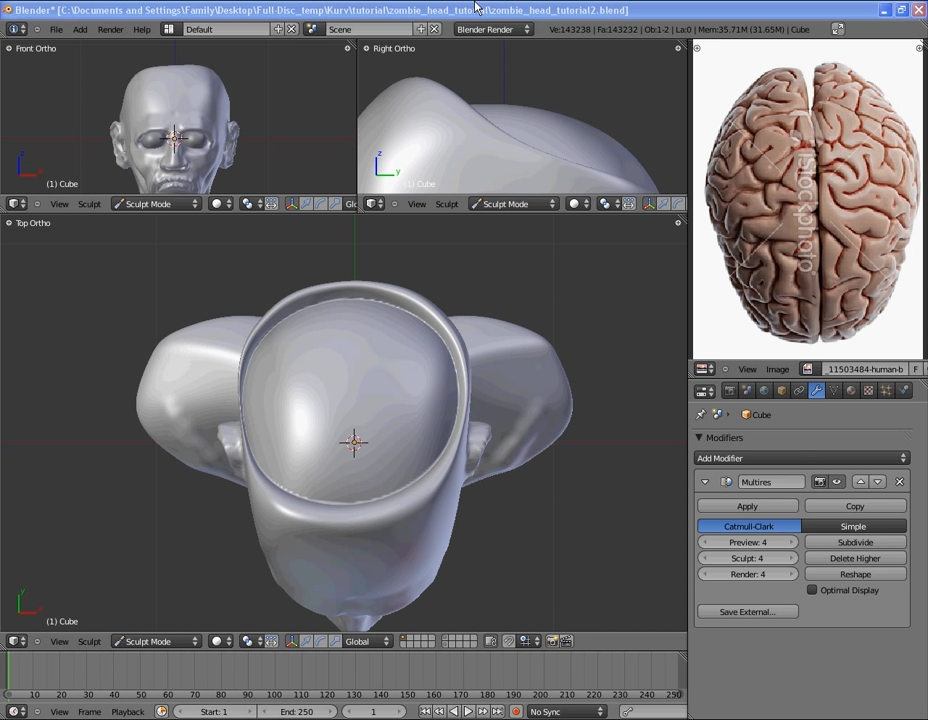 Blender* [C:\Documents and Settings\Family\Desktop\Full-Disc_temp\Kurv\tutorial\zombie_head_tutorial\zombie_head_tutorial2.blend]
File Add Render Help Default Scene Blender Render Ve:143238 | Fa:143232 | Ob:1-2 | La:0 | Mem:35.71M (31.65M) | Cube
Front Ortho
Right Ortho
z
x
(1) Cube
z
y
(1) Cube
View Sculpt Sculpt Mode Glo
View Sculpt Sculpt Mode
Top Ortho
iStockphoto
View Image _11503484-human-b F
Cube
Modifiers
Add Modifier
Multires
Apply Copy
Catmull-Clark Simple
Preview: 4 Subdivide
Sculpt: 4 Delete Higher
Render: 4 Reshape
Optimal Display
Save External...
y
x
(1) Cube
View Sculpt Sculpt Mode Global
0 10 20 30 40 50 60 70 80 90 100 110 120 130 140 150 160 170 180 190 200 210 220 230 240 250
View Frame Playback Start: 1 End: 250 1 No Sync